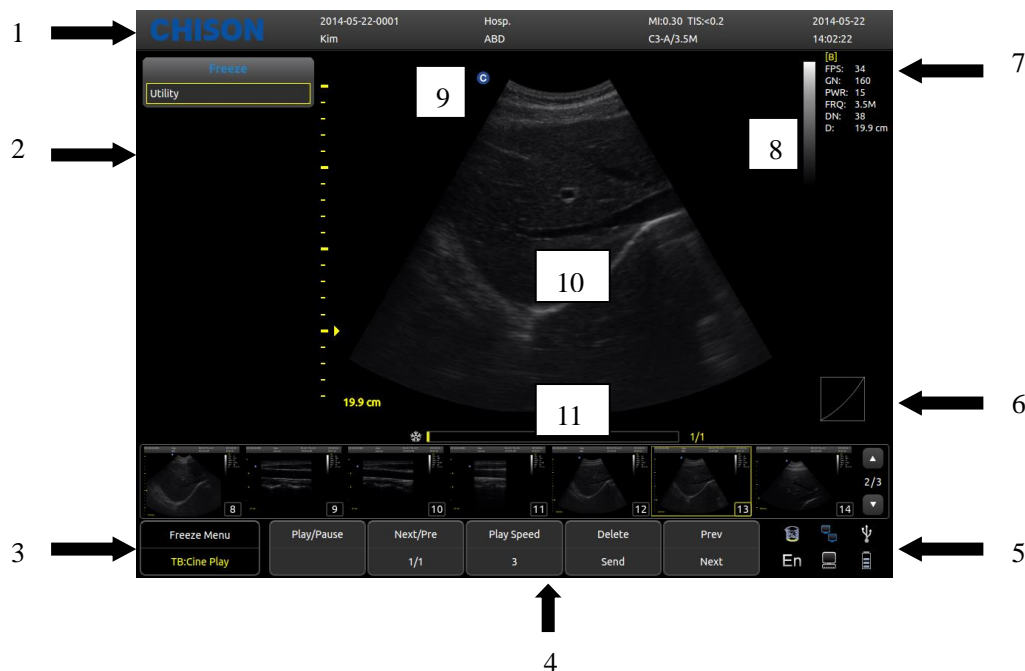 CHISON
2014-05-22-0001 Hosp. MI:0.30 TIS:<0.2 2014-05-22
Kim ABD C3-A/3.5M 14:02:22
1
Freeze
Utility
2
9
C
[B]
FPS: 34
GN: 160
PWR: 15
FRQ: 3.5M
DN: 38
D: 19.9 cm
7
8
10
19.9 cm
11
6
1/1
8 9 10 11 12 13 14
2/3
3
Freeze Menu Play/Pause Next/Pre Play Speed Delete Prev
TB:Cine Play 1/1 3 Send Next En
5
4